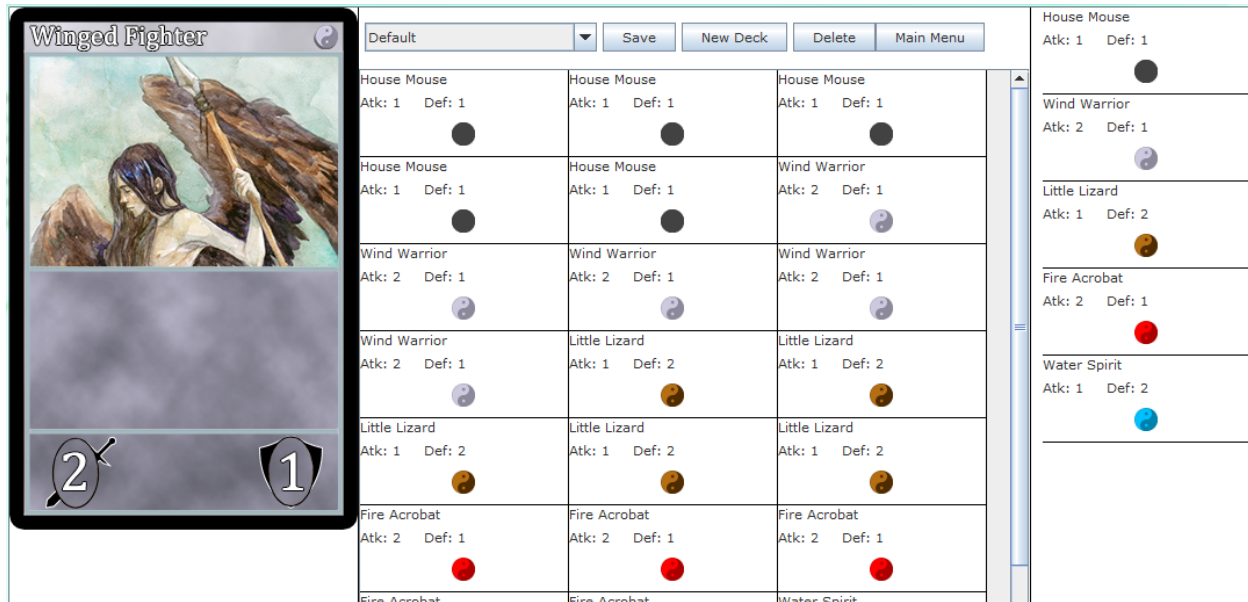 Winged Fighter
2 1
Default Save New Deck Delete Main Menu
House Mouse House Mouse House Mouse
Atk: 1 Def: 1 Atk: 1 Def: 1 Atk: 1 Def: 1
House Mouse House Mouse Wind Warrior
Atk: 1 Def: 1 Atk: 1 Def: 1 Atk: 2 Def: 1
Wind Warrior Wind Warrior Wind Warrior
Atk: 2 Def: 1 Atk: 2 Def: 1 Atk: 2 Def: 1
Wind Warrior Little Lizard Little Lizard
Atk: 2 Def: 1 Atk: 1 Def: 2 Atk: 1 Def: 2
Little Lizard Little Lizard Little Lizard
Atk: 1 Def: 2 Atk: 1 Def: 2 Atk: 1 Def: 2
Fire Acrobat Fire Acrobat Fire Acrobat
Atk: 2 Def: 1 Atk: 2 Def: 1 Atk: 2 Def: 1
Fire Acrobat Fire Acrobat Water Spirit
House Mouse
Atk: 1 Def: 1
Wind Warrior
Atk: 2 Def: 1
Little Lizard
Atk: 1 Def: 2
Fire Acrobat
Atk: 2 Def: 1
Water Spirit
Atk: 1 Def: 2